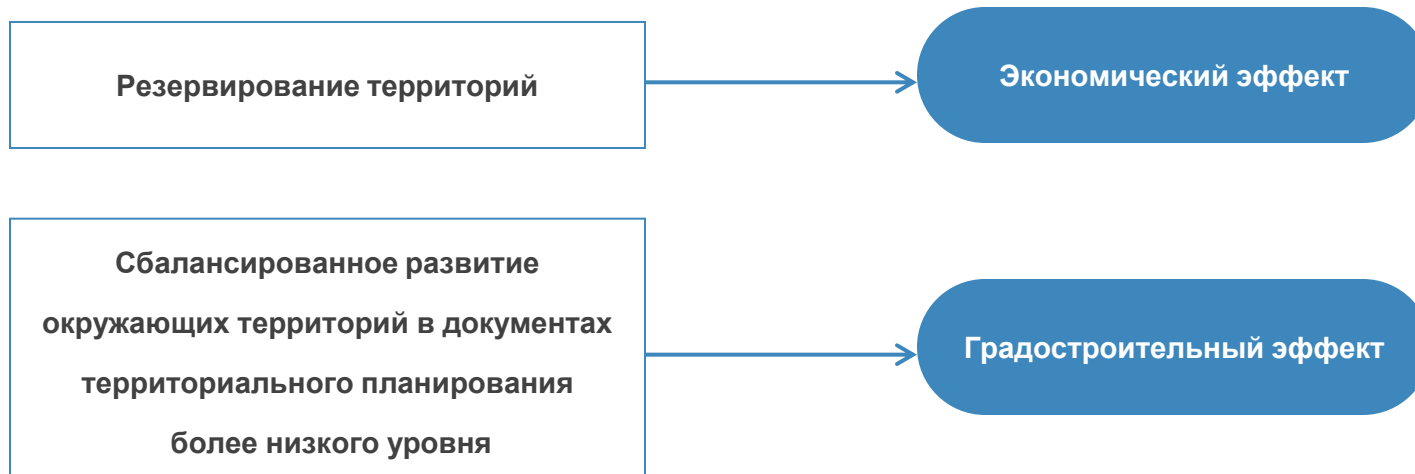 Резервирование территорий
Экономический эффект
Сбалансированное развитие
окружающих территорий в документах
территориального планирования
более низкого уровня
Градостроительный эффект